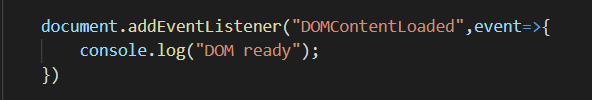 document.addEventListener("DOMContentLoaded",event=>{
    console.log("DOM ready");
})